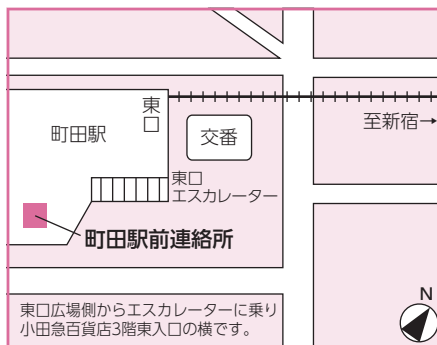 東口
町田駅
交番
至新宿→
東口
エスカレーター
町田駅前連絡所
東口広場側からエスカレーターに乗り
小田急百貨店3階東入口の横です。
N